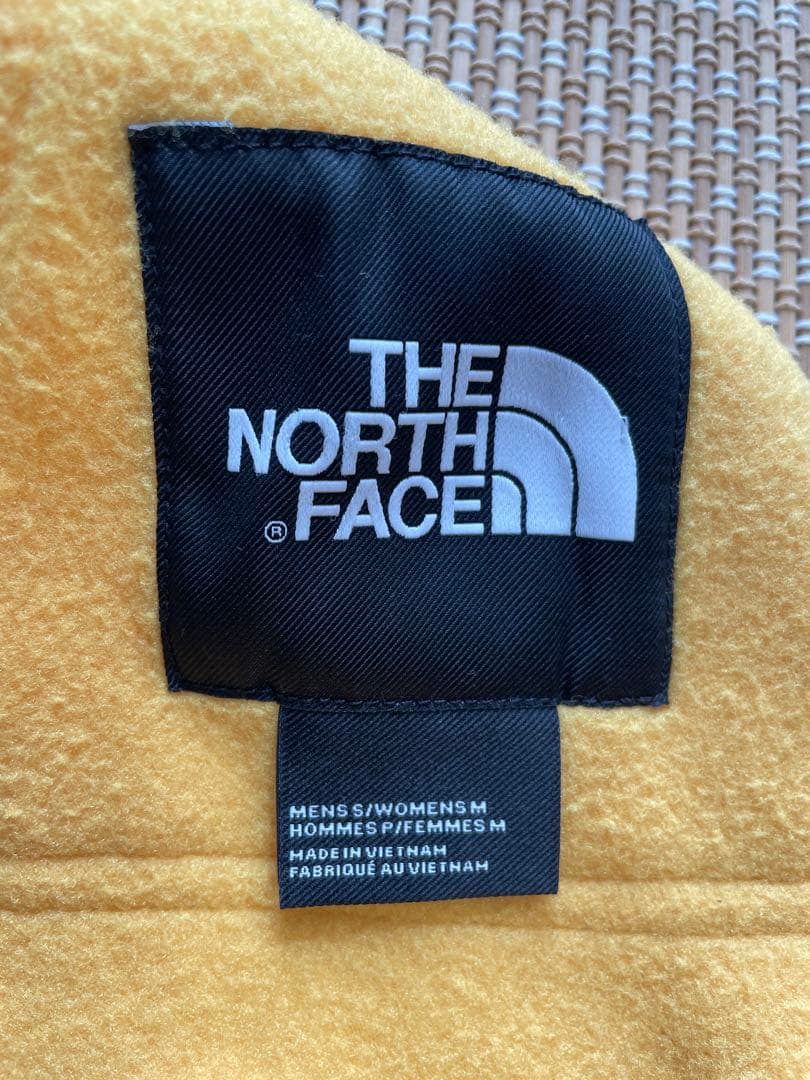 THE
NORTH
® FACE
MENS S/WOMENS M
HOMMES P/FEMMES M
MADE IN VIETNAM
FABRIQUÉ AU VIETNAM